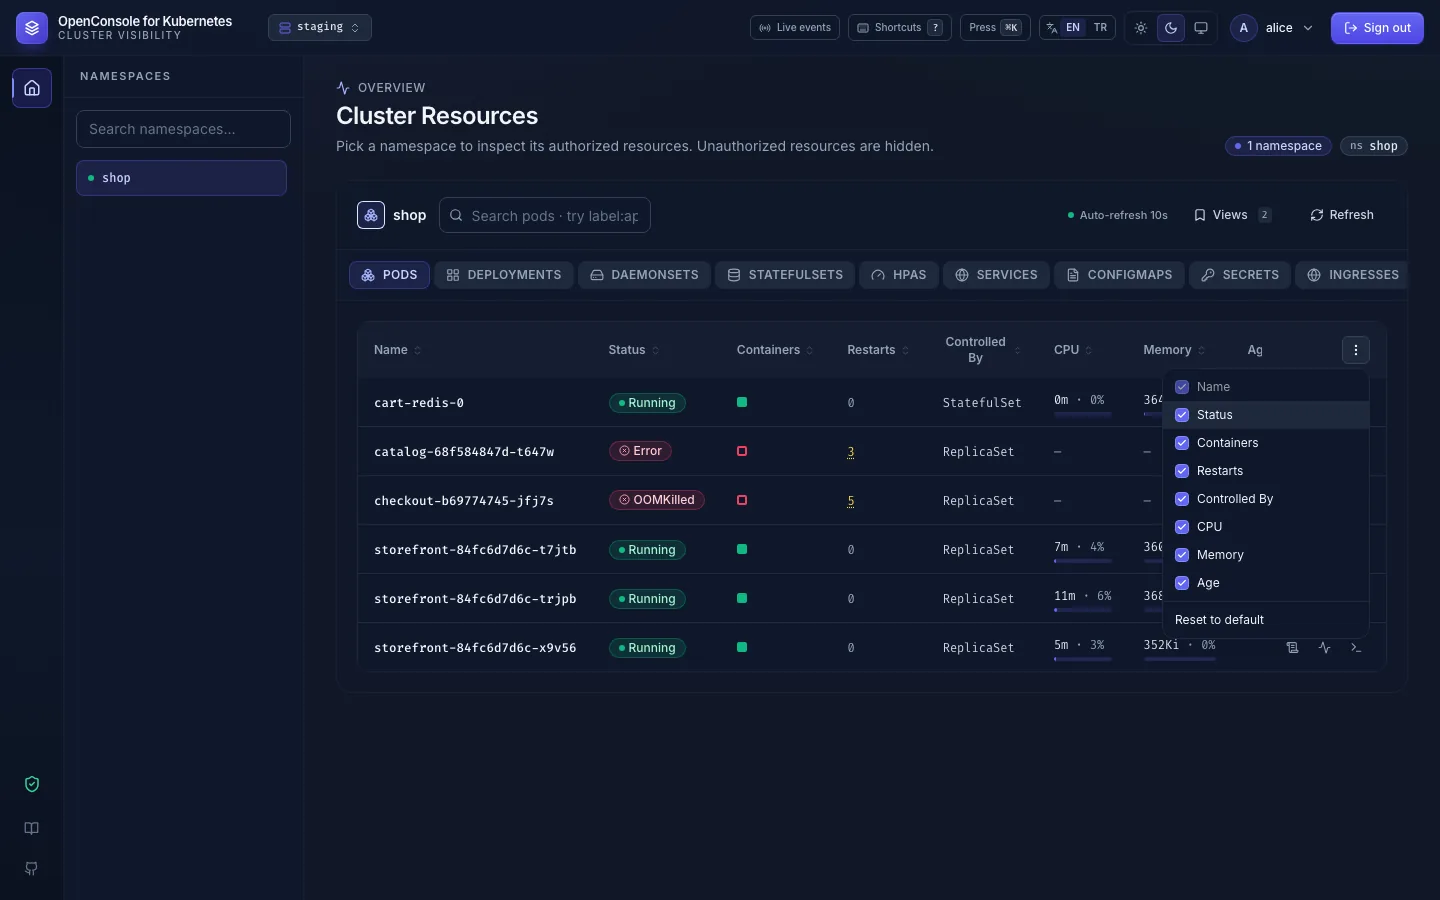 OpenConsole for Kubernetes
CLUSTER VISIBILITY
staging
Live events
Shortcuts ?
Press ⌘K
EN TR
A alice
Sign out
NAMESPACES
Search namespaces...
shop
OVERVIEW
Cluster Resources
Pick a namespace to inspect its authorized resources. Unauthorized resources are hidden.
1 namespace
ns shop
shop
Search pods · try label:ap
Auto-refresh 10s
Views 2
Refresh
PODS DEPLOYMENTS DAEMONSETS STATEFULSETS HPAS SERVICES CONFIGMAPS SECRETS INGRESSES
Name Status Containers Restarts Controlled By CPU Memory Ag
cart-redis-0 Running 0 StatefulSet 0m · 0% 364
catalog-68f584847d-t647w Error 3 ReplicaSet — —
checkout-b69774745-jfj7s OOMKilled 5 ReplicaSet — —
storefront-84fc6d7d6c-t7jtb Running 0 ReplicaSet 7m · 4% 360
storefront-84fc6d7d6c-trjpb Running 0 ReplicaSet 11m · 6% 368
storefront-84fc6d7d6c-x9v56 Running 0 ReplicaSet 5m · 3% 352Ki · 0%
Name
Status
Containers
Restarts
Controlled By
CPU
Memory
Age
Reset to default